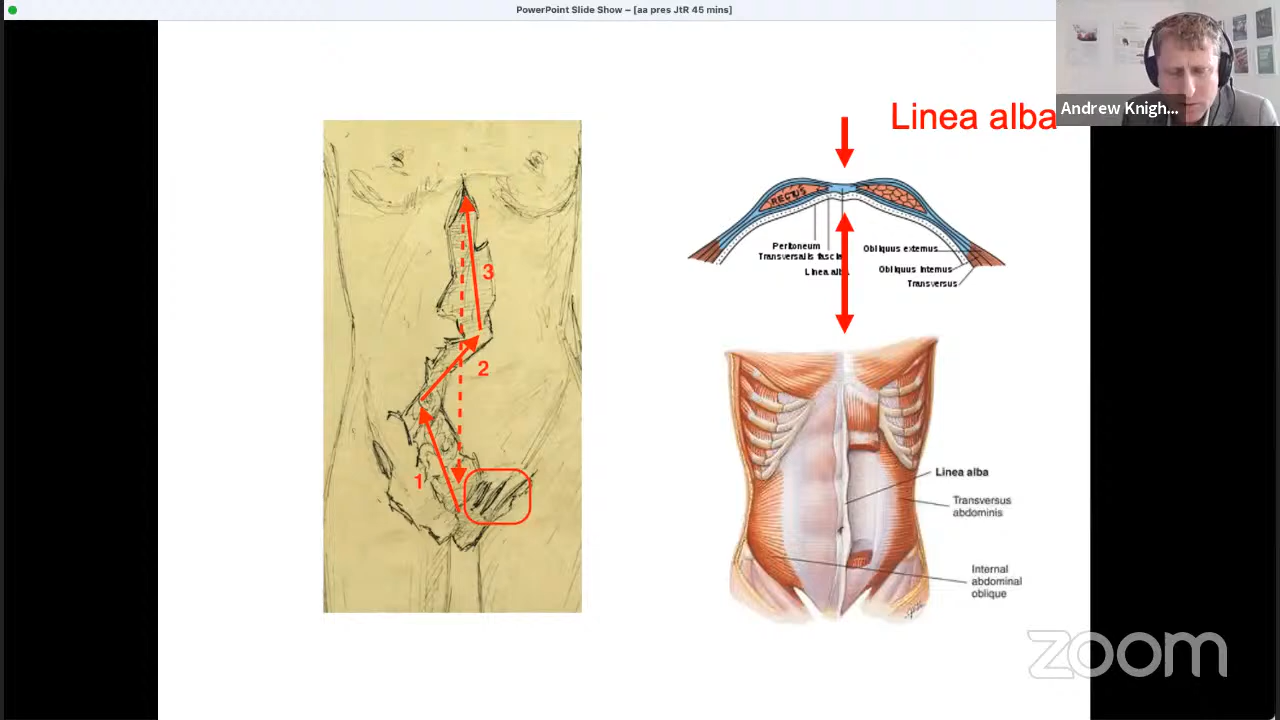 PowerPoint Slide Show – [aa pres JtR 45 mins]
Andrew Knigh...
Linea alba
RECTUS
Peritoneum
Transversalis fascia
Linea alba
Obliquus externus
Obliquus internus
Transversus
3
2
1
Linea alba
Transversus
abdominis
Internal
abdominal
oblique
zoom